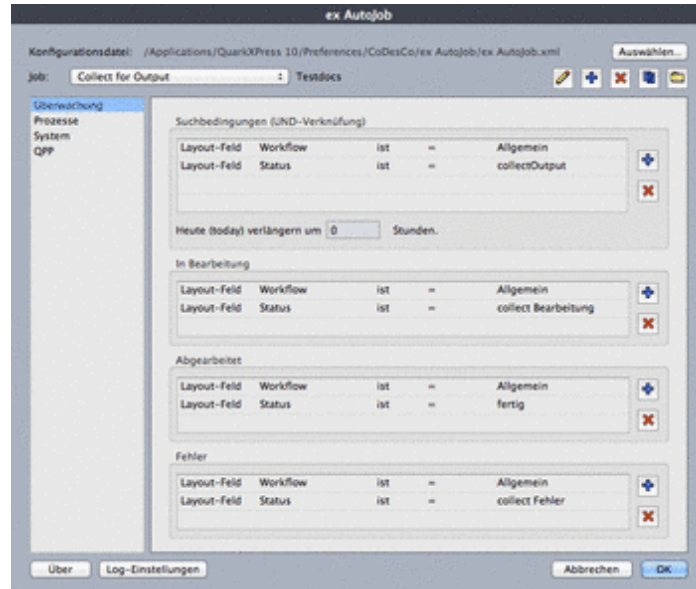 ex AutoJob
Konfigurationsdatei: /Applications/QuarkXPress 10/Preferences/CoDesCo/ex AutoJob/ex AutoJob.xml Auswählen...
Job: Collect for Output Testdocs
Überwachung
Prozesse
System
QPP
Suchbedingungen (UND-Verknüfung)
Layout-Feld Workflow ist = Allgemein
Layout-Feld Status ist = collectOutput
Heute (today) verlängern um 0 Stunden.
In Bearbeitung
Layout-Feld Workflow ist = Allgemein
Layout-Feld Status ist = collect Bearbeitung
Abgearbeitet
Layout-Feld Workflow ist = Allgemein
Layout-Feld Status ist = fertig
Fehler
Layout-Feld Workflow ist = Allgemein
Layout-Feld Status ist = collect Fehler
Über Log-Einstellungen Abbrechen OK